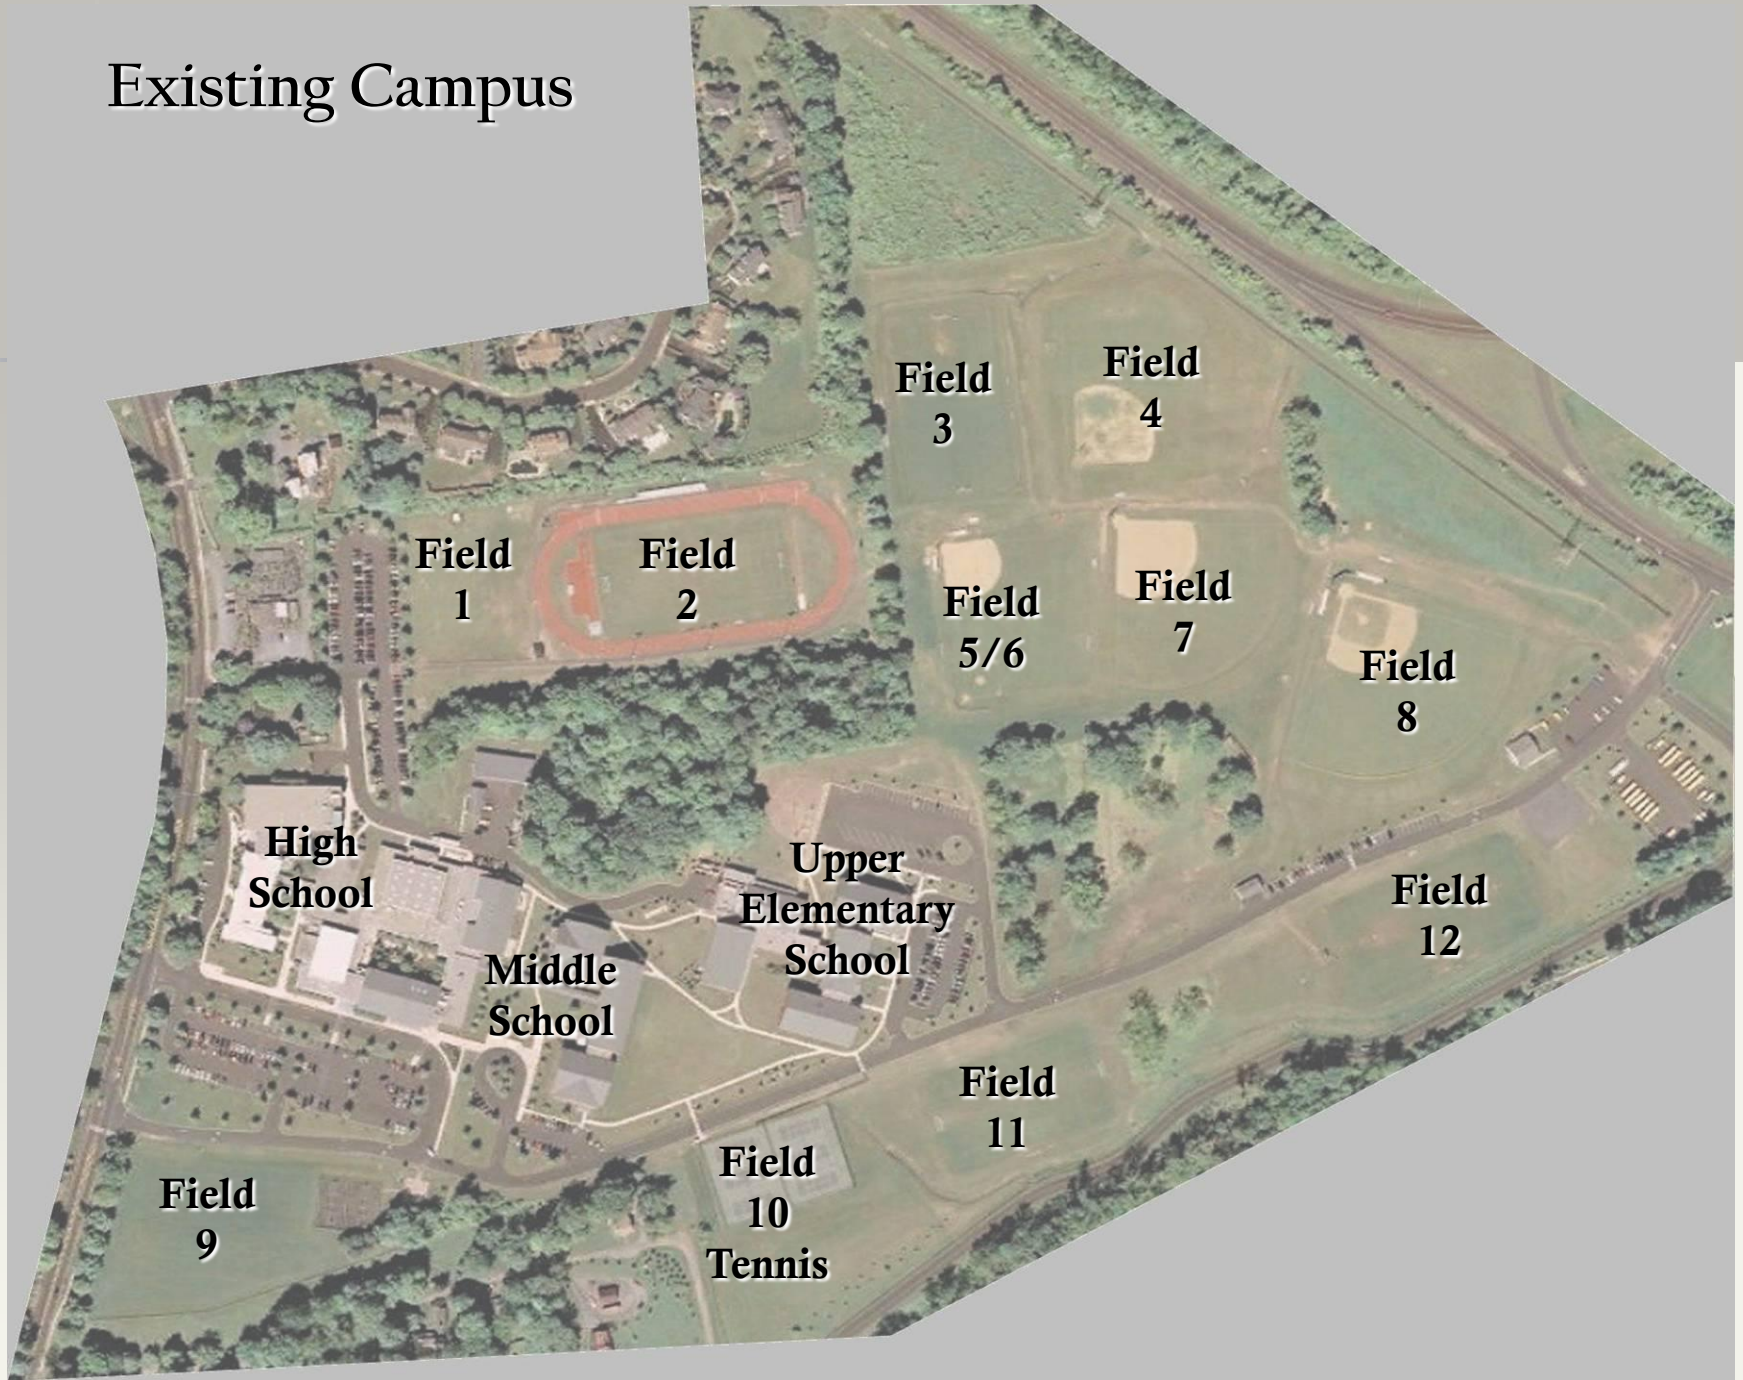 Existing Campus
Field
3
Field
4
Field
1
Field
2
Field
5/6
Field
7
Field
8
High
School
Upper
Elementary
School
Middle
School
Field
12
Field
11
Field
10
Tennis
Field
9